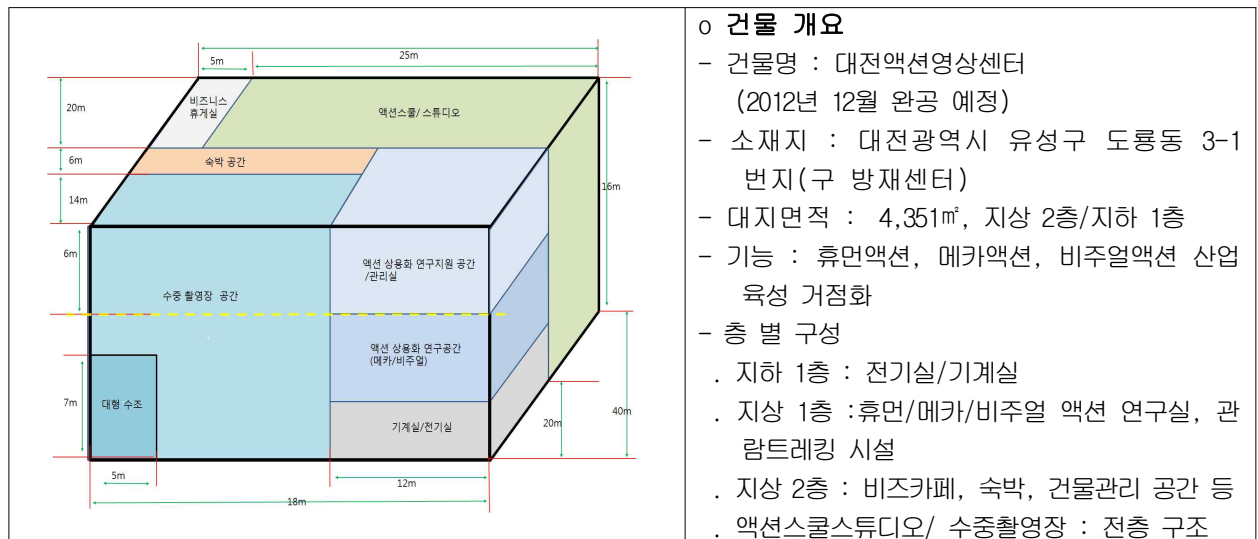 25m
5m
20m
비즈니스
휴게실
액션스쿨/ 스튜디오
6m
숙박 공간
16m
14m
6m
액션 상용화 연구지원 공간
/관리실
수중 촬영장 공간
액션 상용화 연구공간
(메카/비주얼)
7m
대형 수조
기계실/전기실
20m
40m
5m
12m
18m
o 건물 개요
- 건물명 : 대전액션영상센터
(2012년 12월 완공 예정)
- 소재지 : 대전광역시 유성구 도룡동 3-1
번지(구 방재센터)
- 대지면적 : 4,351㎡, 지상 2층/지하 1층
- 기능 : 휴먼액션, 메카액션, 비주얼액션 산업
육성 거점화
- 층 별 구성
. 지하 1층 : 전기실/기계실
. 지상 1층 :휴먼/메카/비주얼 액션 연구실, 관
람트레킹 시설
. 지상 2층 : 비즈카페, 숙박, 건물관리 공간 등
. 액션스쿨스튜디오/ 수중촬영장 : 전층 구조